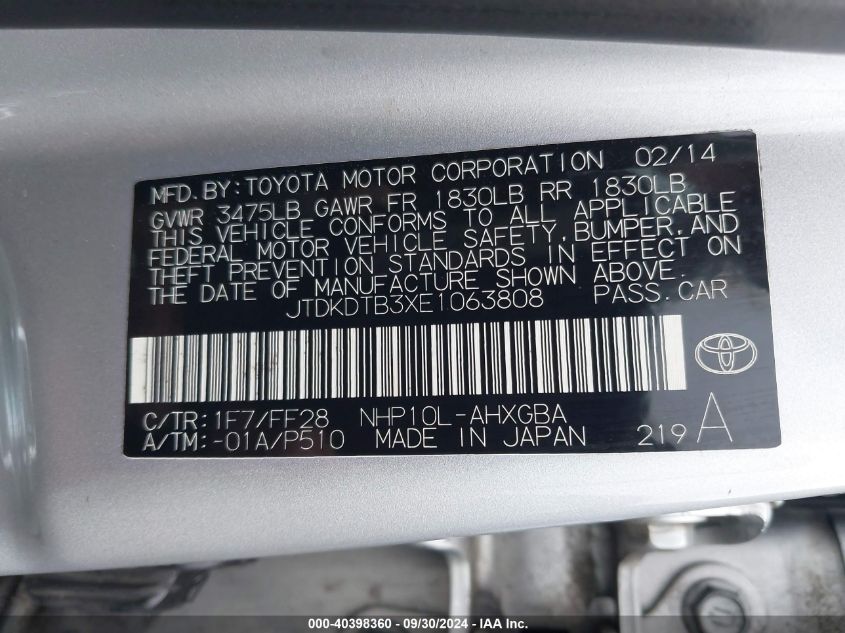 MFD. BY: TOYOTA MOTOR CORPORATION 02/14
GVWR 3475LB GAWR FR 1830LB RR 1830LB
THIS VEHICLE CONFORMS TO ALL APPLICABLE
FEDERAL MOTOR VEHICLE SAFETY, BUMPER, AND
THEFT PREVENTION STANDARDS IN EFFECT ON
THE DATE OF MANUFACTURE SHOWN ABOVE.
JTDKDTB3XE1063808 PASS. CAR
C/TR: 1F7/FF28 NHP10L-AHXGBA
A/TM: -01A/P510 MADE IN JAPAN 219 A
000-40398360 - 09/30/2024 - IAA Inc.